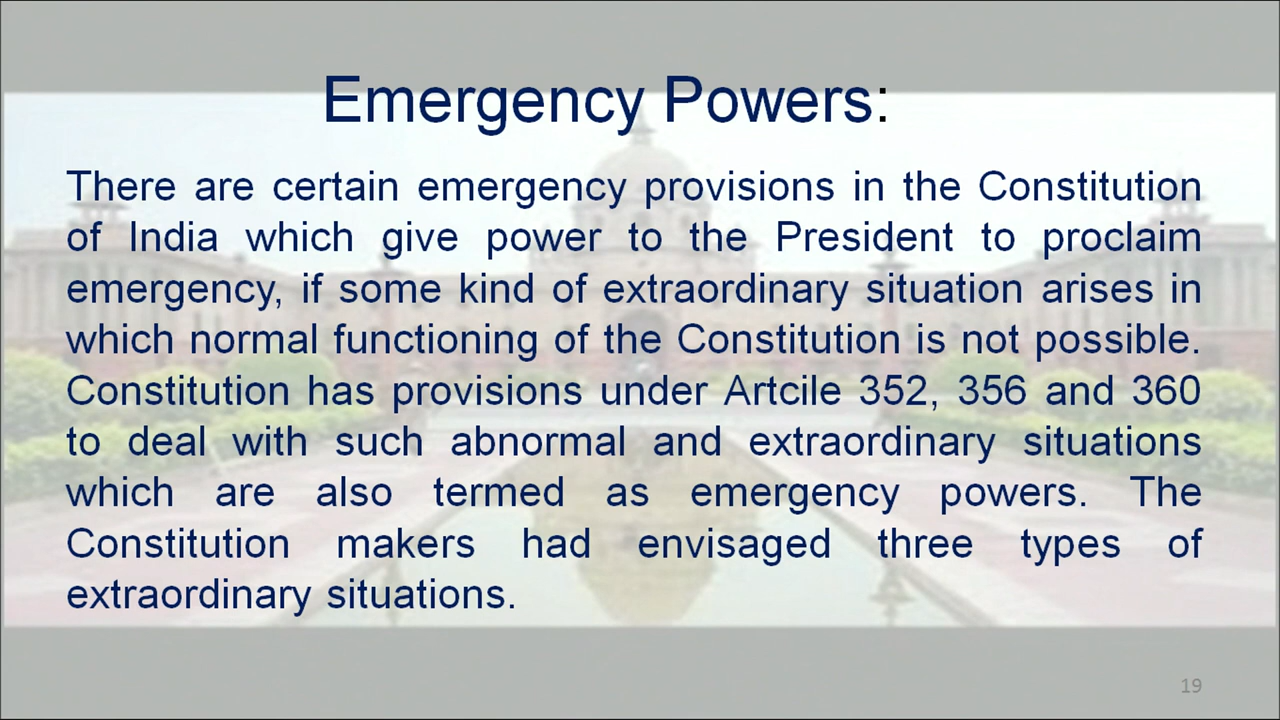 Emergency Powers:
There are certain emergency provisions in the Constitution
of India which give power to the President to proclaim
emergency, if some kind of extraordinary situation arises in
which normal functioning of the Constitution is not possible.
Constitution has provisions under Artcile 352, 356 and 360
to deal with such abnormal and extraordinary situations
which are also termed as emergency powers. The
Constitution makers had envisaged three types of
extraordinary situations.
19